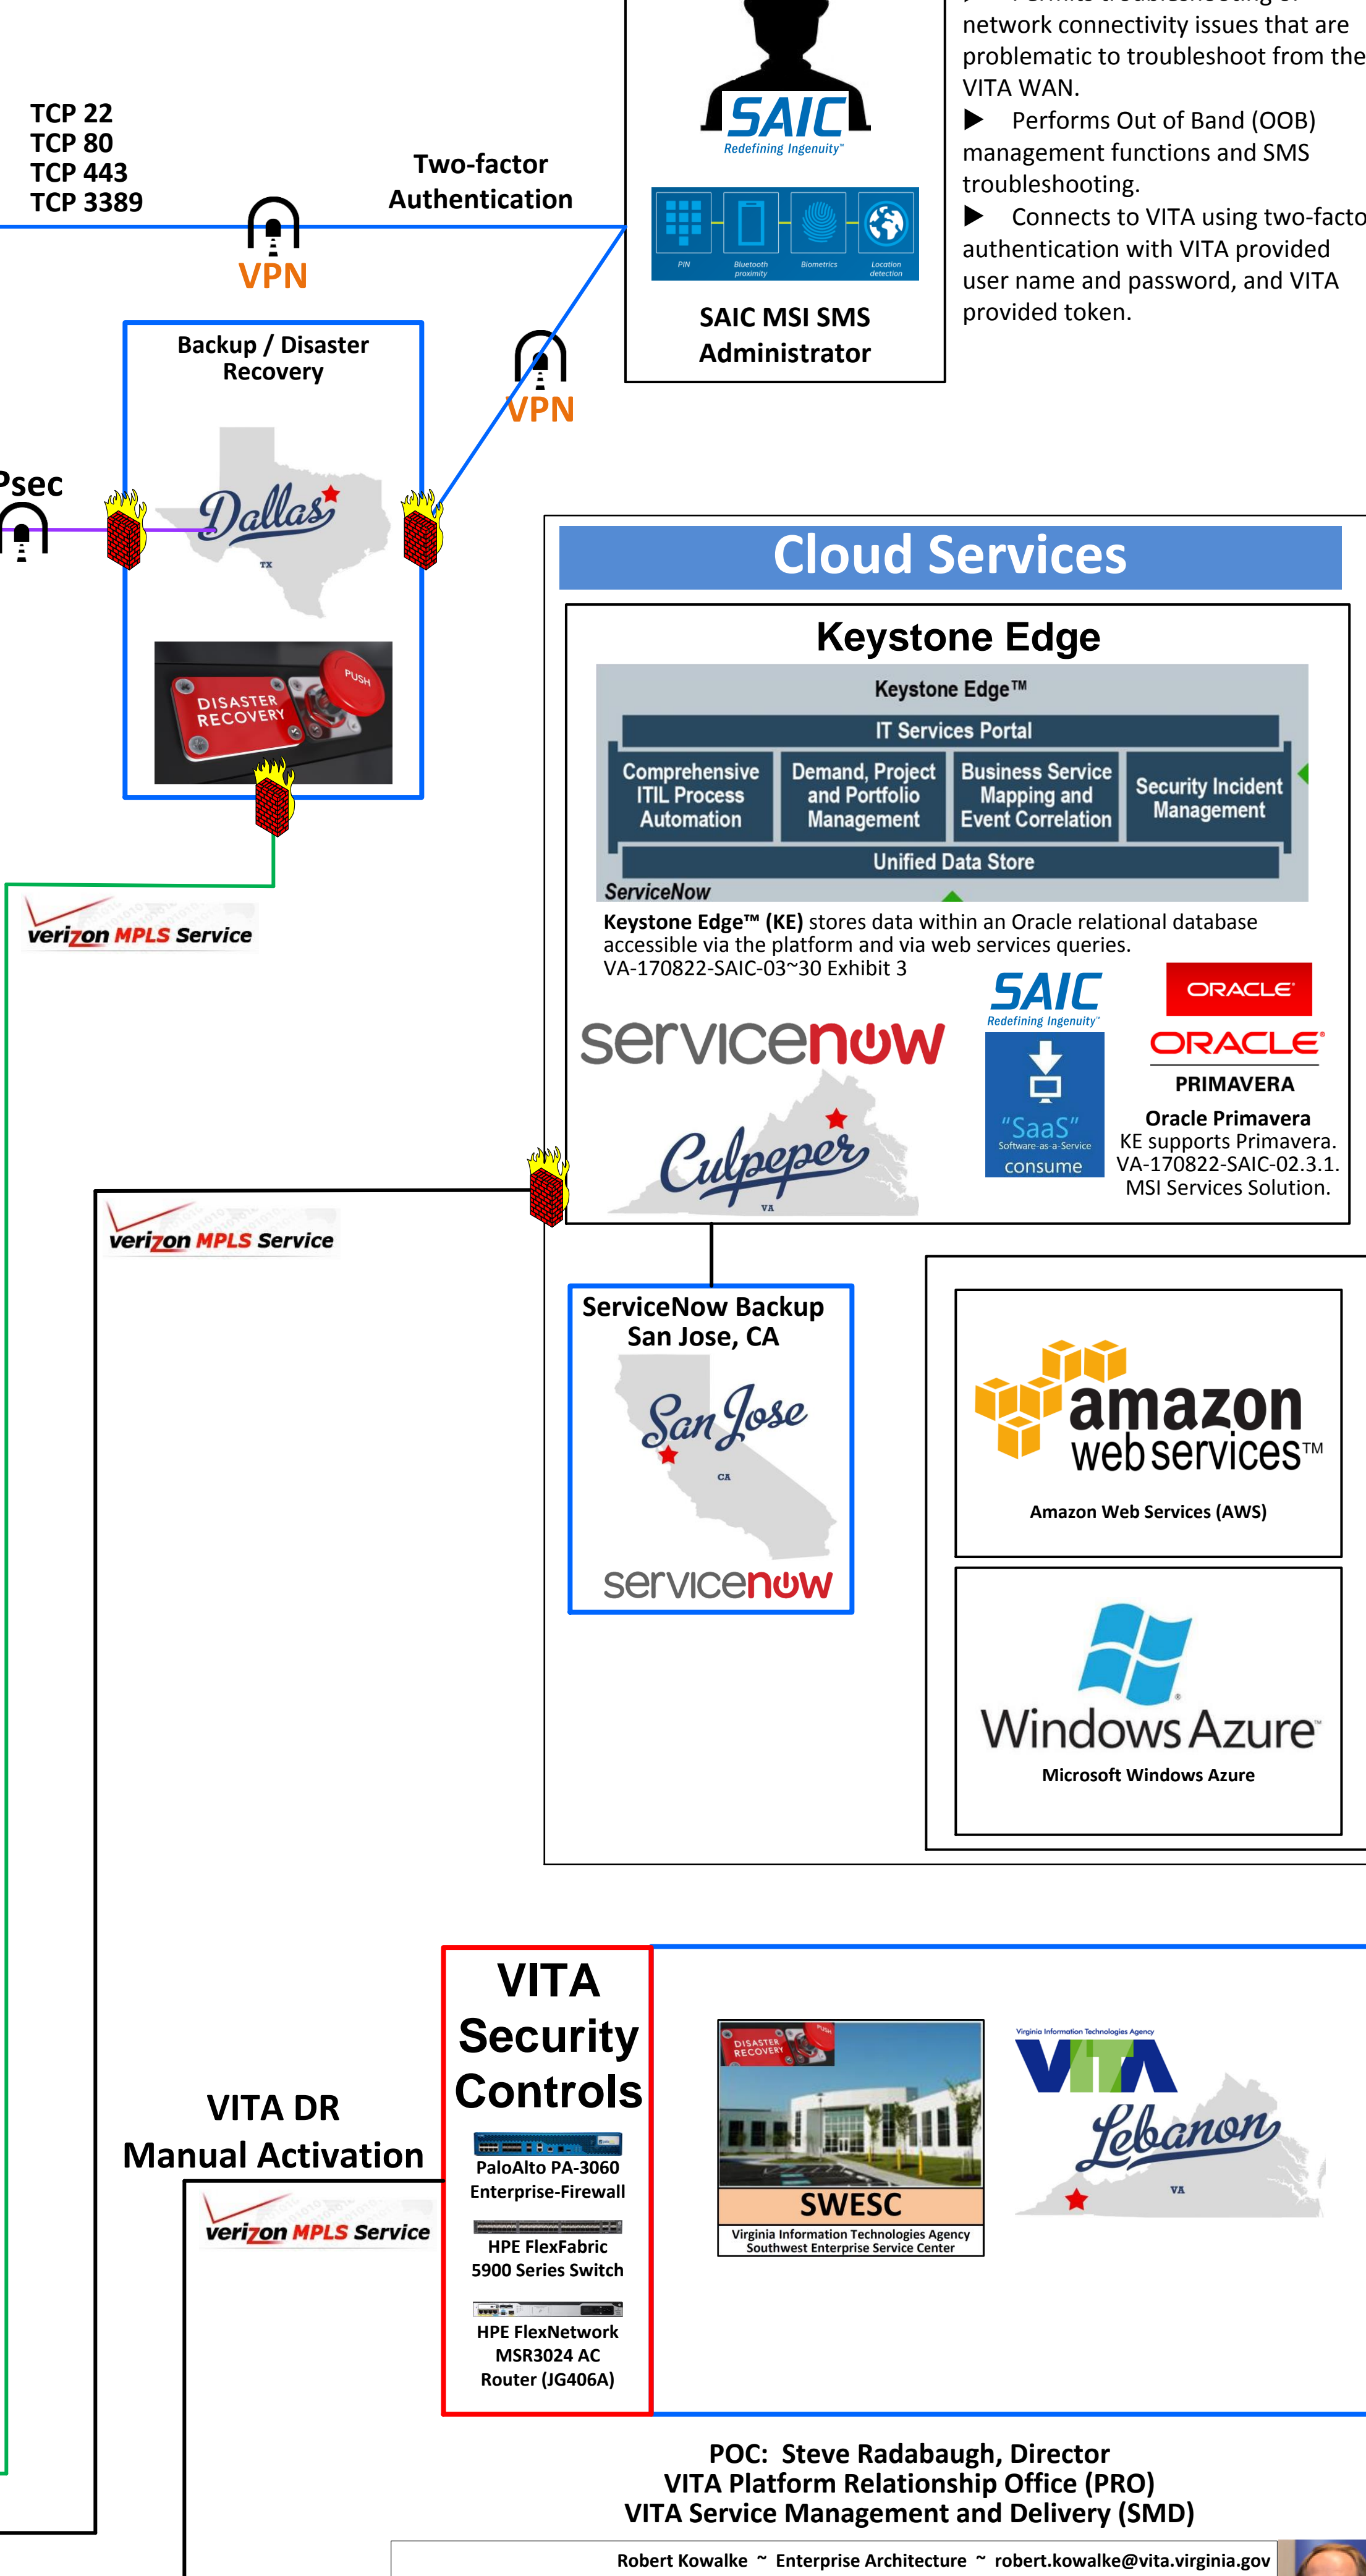 network connectivity issues that are
problematic to troubleshoot from the
VITA WAN.
Performs Out of Band (OOB)
management functions and SMS
troubleshooting.
Connects to VITA using two-facto
authentication with VITA provided
user name and password, and VITA
provided token.
SAIC
Redefining Ingenuity™
PIN
Bluetooth
proximity
Biometrics
Location
detection
SAIC MSI SMS
Administrator
TCP 22
TCP 80
TCP 443
TCP 3389
Two-factor
Authentication
VPN
VPN
Backup / Disaster
Recovery
Dallas
TX
Psec
DISASTER
RECOVERY
PUSH
verizon MPLS Service
Cloud Services
Keystone Edge
Keystone Edge™
IT Services Portal
Comprehensive
ITIL Process
Automation
Demand, Project
and Portfolio
Management
Business Service
Mapping and
Event Correlation
Security Incident
Management
Unified Data Store
ServiceNow
Keystone Edge™ (KE) stores data within an Oracle relational database
accessible via the platform and via web services queries.
VA-170822-SAIC-03~30 Exhibit 3
servicenow
Culpeper
VA
SAIC
Redefining Ingenuity™
"SaaS"
Software-as-a-Service
consume
ORACLE®
ORACLE®
PRIMAVERA
Oracle Primavera
KE supports Primavera.
VA-170822-SAIC-02.3.1.
MSI Services Solution.
verizon MPLS Service
ServiceNow Backup
San Jose, CA
San Jose
CA
servicenow
amazon
web services™
Amazon Web Services (AWS)
Windows Azure™
Microsoft Windows Azure
VITA
Security
Controls
PaloAlto PA-3060
Enterprise-Firewall
HPE FlexFabric
5900 Series Switch
HPE FlexNetwork
MSR3024 AC
Router (JG406A)
VITA DR
Manual Activation
verizon MPLS Service
DISASTER
RECOVERY
PUSH
SWESC
Virginia Information Technologies Agency
Southwest Enterprise Service Center
Virginia Information Technologies Agency
VITA
Lebanon
VA
POC:  Steve Radabaugh, Director
VITA Platform Relationship Office (PRO)
VITA Service Management and Delivery (SMD)
Robert Kowalke ~ Enterprise Architecture ~ robert.kowalke@vita.virginia.gov